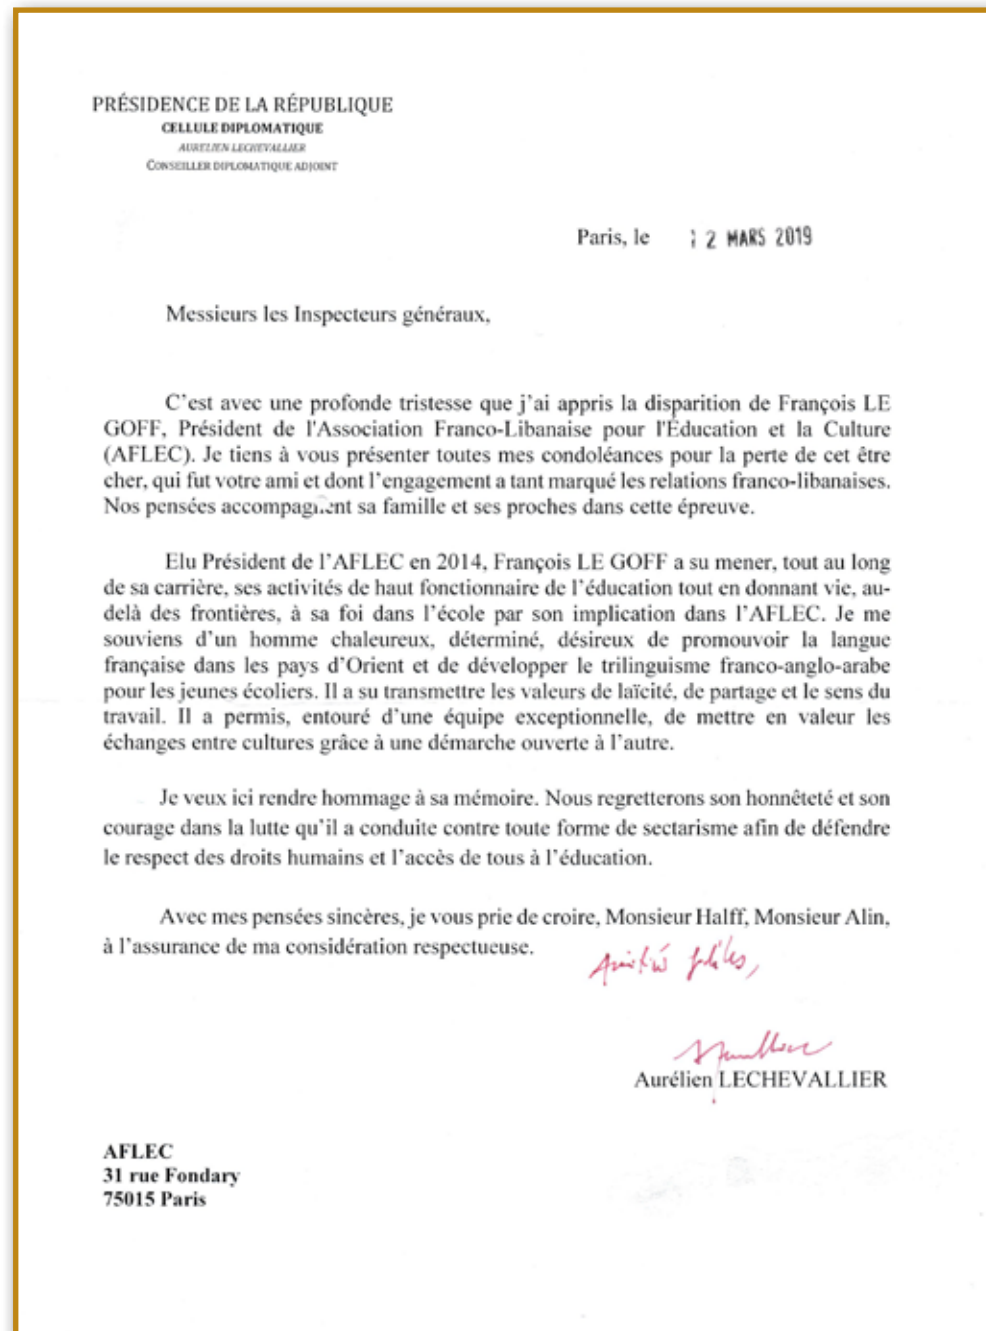 PRÉSIDENCE DE LA RÉPUBLIQUE
CELLULE DIPLOMATIQUE
AURELIEN LECHEVALLIER
CONSEILLER DIPLOMATIQUE ADJOINT
Paris, le 12 MARS 2019
Messieurs les Inspecteurs généraux,
C'est avec une profonde tristesse que j'ai appris la disparition de François LE
GOFF, Président de l'Association Franco-Libanaise pour l'Éducation et la Culture
(AFLEC). Je tiens à vous présenter toutes mes condoléances pour la perte de cet être
cher, qui fut votre ami et dont l'engagement a tant marqué les relations franco-libanaises.
Nos pensées accompagnent sa famille et ses proches dans cette épreuve.
Elu Président de l'AFLEC en 2014, François LE GOFF a su mener, tout au long
de sa carrière, ses activités de haut fonctionnaire de l'éducation tout en donnant vie, au-
delà des frontières, à sa foi dans l'école par son implication dans l'AFLEC. Je me
souviens d'un homme chaleureux, déterminé, désireux de promouvoir la langue
française dans les pays d'Orient et de développer le trilinguisme franco-anglo-arabe
pour les jeunes écoliers. Il a su transmettre les valeurs de laïcité, de partage et le sens du
travail. Il a permis, entouré d'une équipe exceptionnelle, de mettre en valeur les
échanges entre cultures grâce à une démarche ouverte à l'autre.
Je veux ici rendre hommage à sa mémoire. Nous regretterons son honnêteté et son
courage dans la lutte qu'il a conduite contre toute forme de sectarisme afin de défendre
le respect des droits humains et l'accès de tous à l'éducation.
Avec mes pensées sincères, je vous prie de croire, Monsieur Halff, Monsieur Alin,
à l'assurance de ma considération respectueuse.
Aurélien LECHEVALLIER
AFLEC
31 rue Fondary
75015 Paris